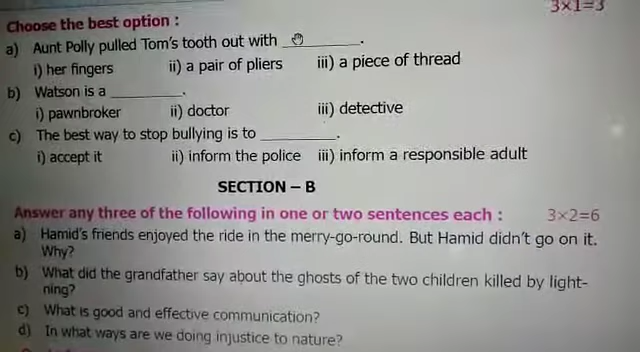 3×1=3
Choose the best option :
a) Aunt Polly pulled Tom's tooth out with ________.
i) her fingers ii) a pair of pliers iii) a piece of thread
b) Watson is a ________.
i) pawnbroker ii) doctor iii) detective
c) The best way to stop bullying is to ________.
i) accept it ii) inform the police iii) inform a responsible adult
SECTION – B
Answer any three of the following in one or two sentences each : 3×2=6
a) Hamid's friends enjoyed the ride in the merry-go-round. But Hamid didn't go on it.
Why?
b) What did the grandfather say about the ghosts of the two children killed by light-
ning?
c) What is good and effective communication?
d) In what ways are we doing injustice to nature?